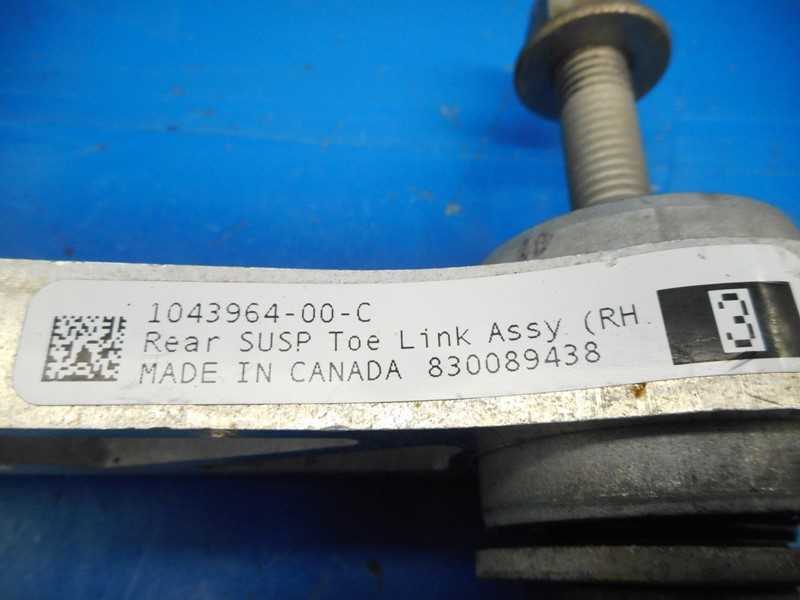 1043964-00-C
Rear SUSP Toe Link Assy (RH
MADE IN CANADA 830089438
3